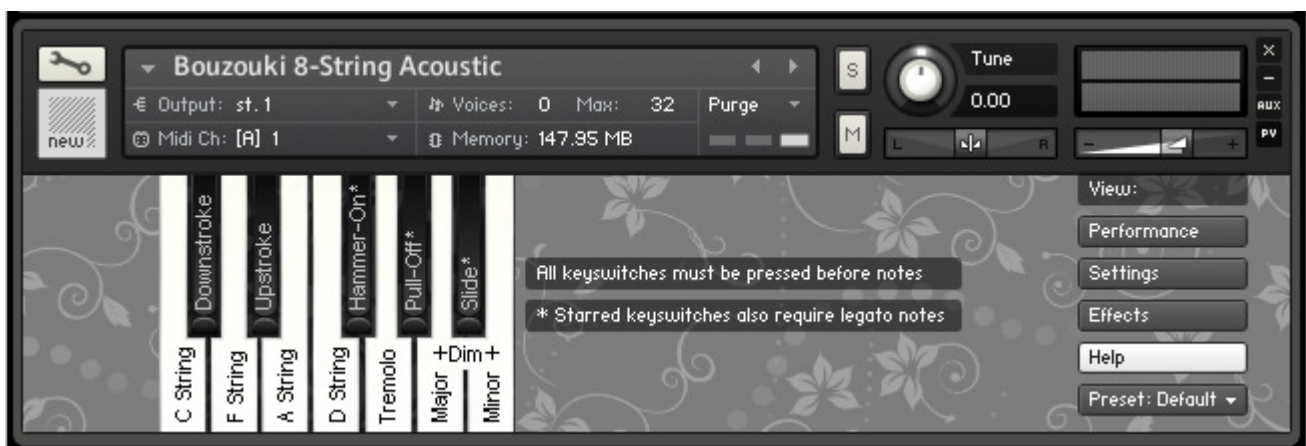 Bouzouki 8-String Acoustic
Output: st. 1
Voices: 0 Max: 32
Purge
Midi Ch: [A] 1
Memory: 147.95 MB
new
S
M
Tune
0.00
L
R
-
+
x
-
AUX
PV
Downstroke
Upstroke
Hammer-On*
Pull-Off*
Slide*
C String
F String
A String
D String
Tremolo
+Dim+
Major
Minor
All keyswitches must be pressed before notes
* Starred keyswitches also require legato notes
View:
Performance
Settings
Effects
Help
Preset: Default